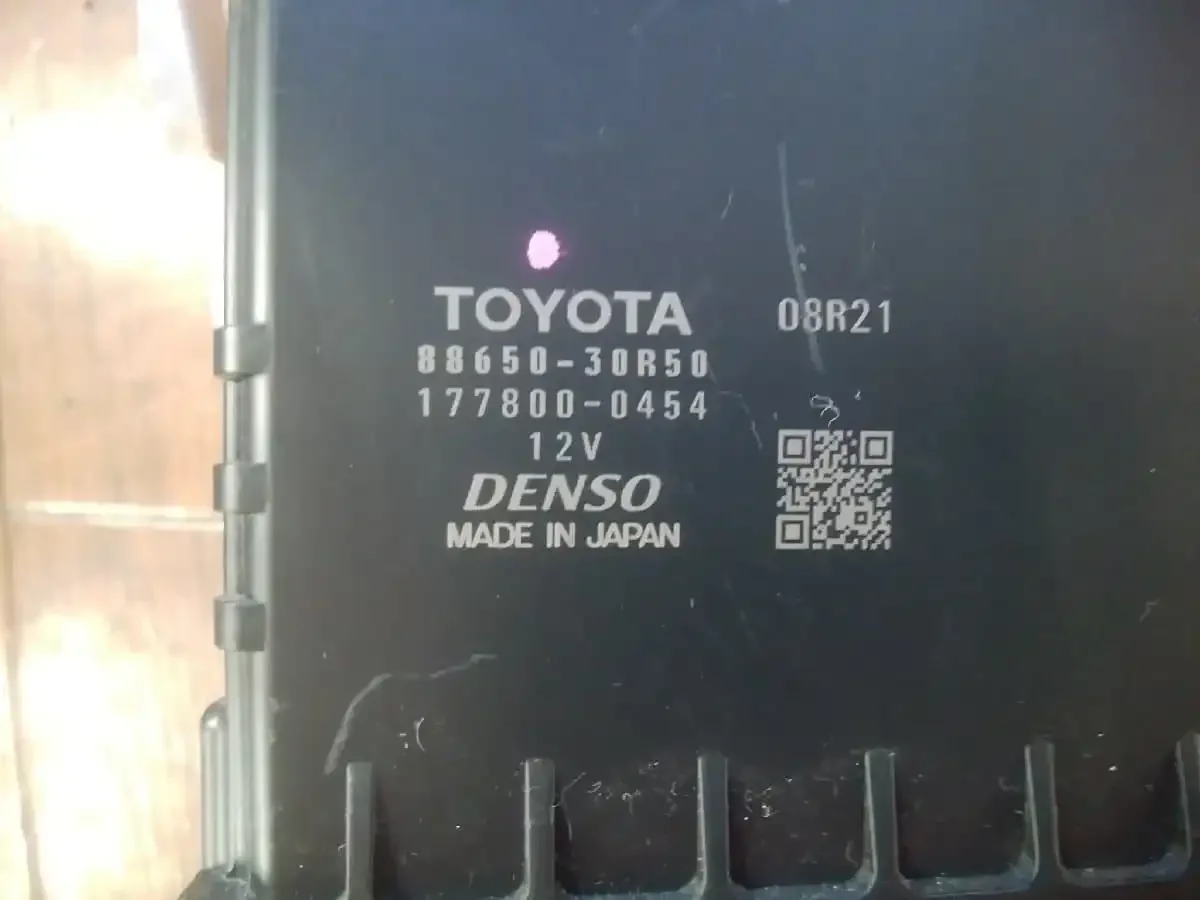 TOYOTA 08R21
88650-30R50
177800-0454
12V
DENSO
MADE IN JAPAN